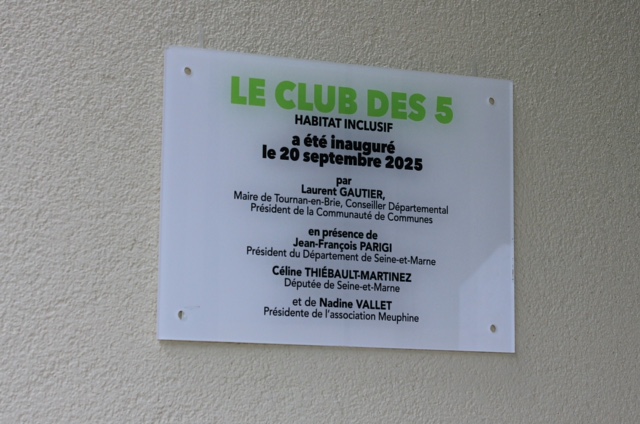 LE CLUB DES 5
HABITAT INCLUSIF
a été inauguré
le 20 septembre 2025
par
Laurent GAUTIER,
Maire de Tournan-en-Brie, Conseiller Départemental
Président de la Communauté de Communes
en présence de
Jean-François PARIGI
Président du Département de Seine-et-Marne
Céline THIÉBAULT-MARTINEZ
Députée de Seine-et-Marne
et de Nadine VALLET
Présidente de l'association Meuphine